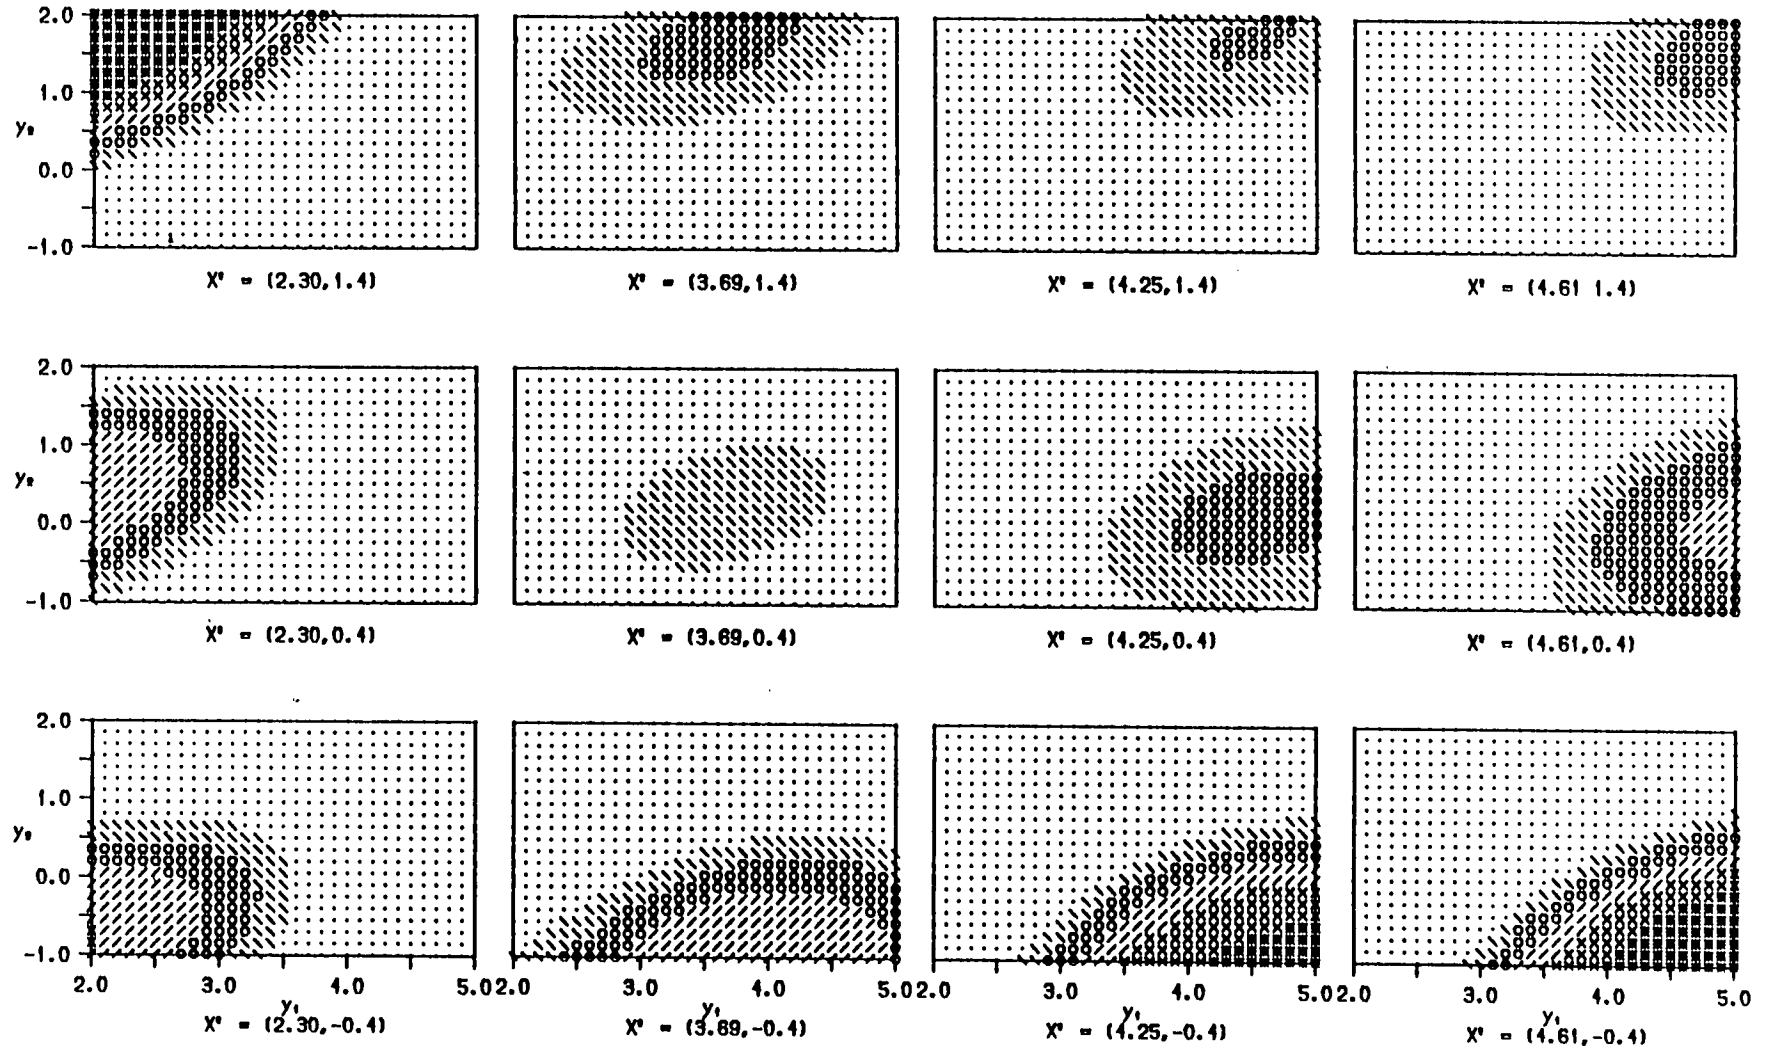 2.0
1.0
y₂
0.0
-1.0
X' = (2.30,1.4)
X' = (3.69,1.4)
X' = (4.25,1.4)
X' = (4.61 1.4)
2.0
1.0
y₂
0.0
-1.0
X' = (2.30,0.4)
X' = (3.69,0.4)
X' = (4.25,0.4)
X' = (4.61,0.4)
2.0
1.0
y₂
0.0
-1.0
2.0 3.0 4.0 5.0 2.0 3.0 4.0 5.0 2.0 3.0 4.0 5.0 2.0 3.0 4.0 5.0
y₁ y₁ y₁ y₁
X' = (2.30,-0.4)
X' = (3.69,-0.4)
X' = (4.25,-0.4)
X' = (4.61,-0.4)